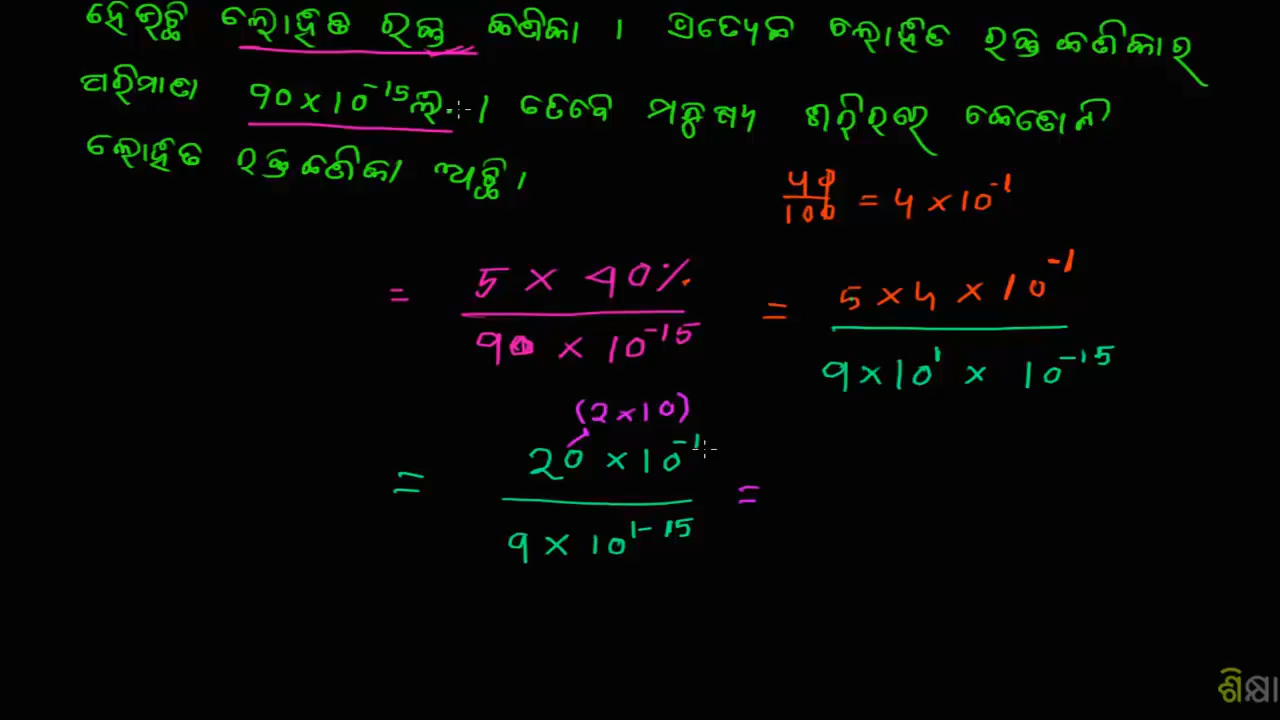 ହେଉଛି ଲୋହିତ ରକ୍ତ କଣିକା । ପ୍ରତ୍ୟେକ ଲୋହିତ ରକ୍ତ କଣିକାର
ପରିମାଣ 90 × 10⁻¹⁵ ଲି. । ତେବେ ମନୁଷ୍ୟ ଶରୀରରେ କେତୋଟି
ଲୋହିତ ରକ୍ତ କଣିକା ଅଛି ।
40/100 = 4 × 10⁻¹
= (5 × 40%)/(90 × 10⁻¹⁵) = (5 × 4 × 10⁻¹)/(9 × 10¹ × 10⁻¹⁵)
(2 × 10)
= (20 × 10⁻¹)/(9 × 10¹⁻¹⁵) =
ଶିକ୍ଷା